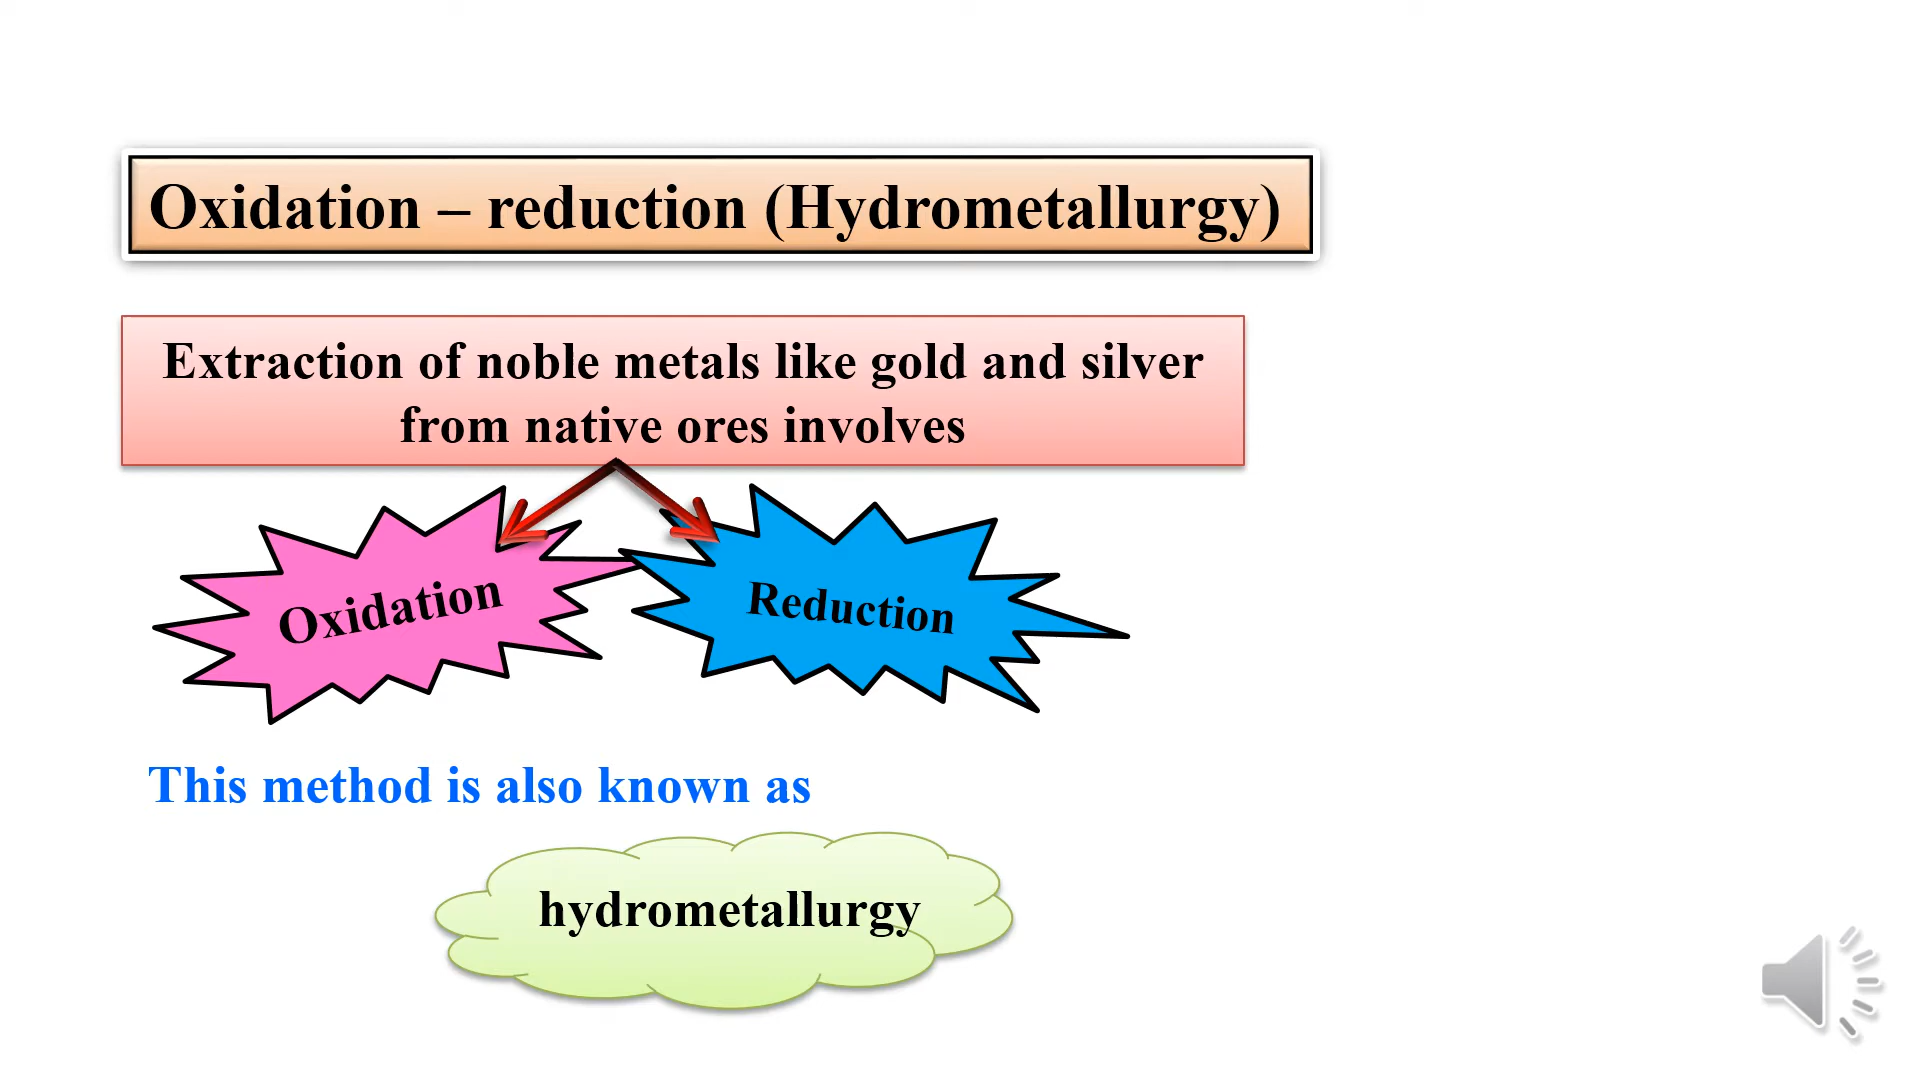 Oxidation – reduction (Hydrometallurgy)
Extraction of noble metals like gold and silver
from native ores involves
Oxidation
Reduction
This method is also known as
hydrometallurgy